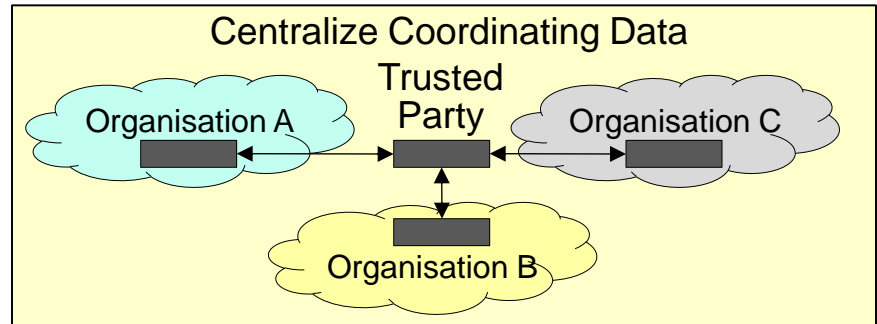 Centralize Coordinating Data
Trusted
Party
Organisation A
Organisation C
Organisation B